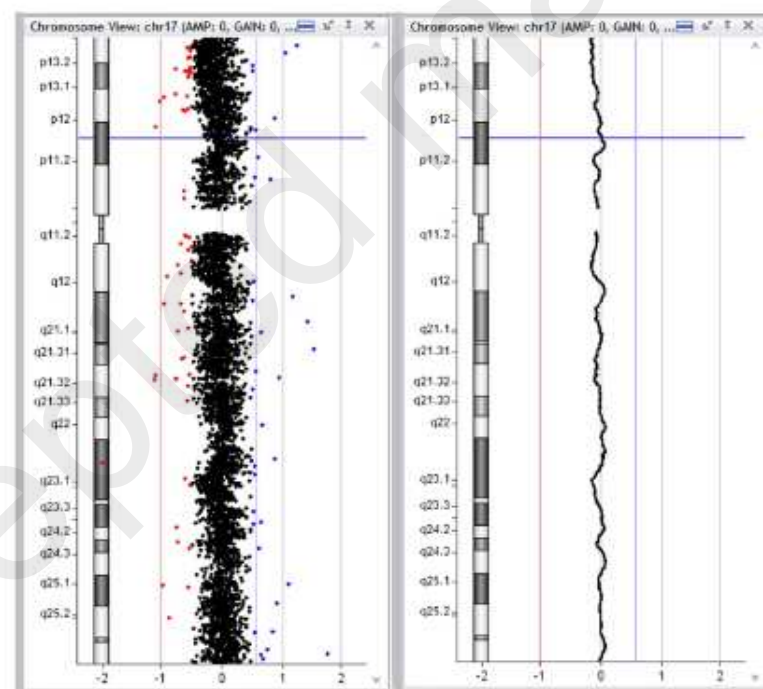 Chromosome View: chr17 (AMP: 0, GAIN: 0, ...
p13.2
p13.1
p12
p11.2
q11.2
q12
q21.1
q21.31
q21.32
q21.33
q22
q23.1
q23.3
q24.2
q24.3
q25.1
q25.2
-2 -1 0 1 2
Chromosome View: chr17 (AMP: 0, GAIN: 0, ...
p13.2
p13.1
p12
p11.2
q11.2
q12
q21.1
q21.31
q21.32
q21.33
q22
q23.1
q23.3
q24.2
q24.3
q25.1
q25.2
-2 -1 0 1 2
epted ma